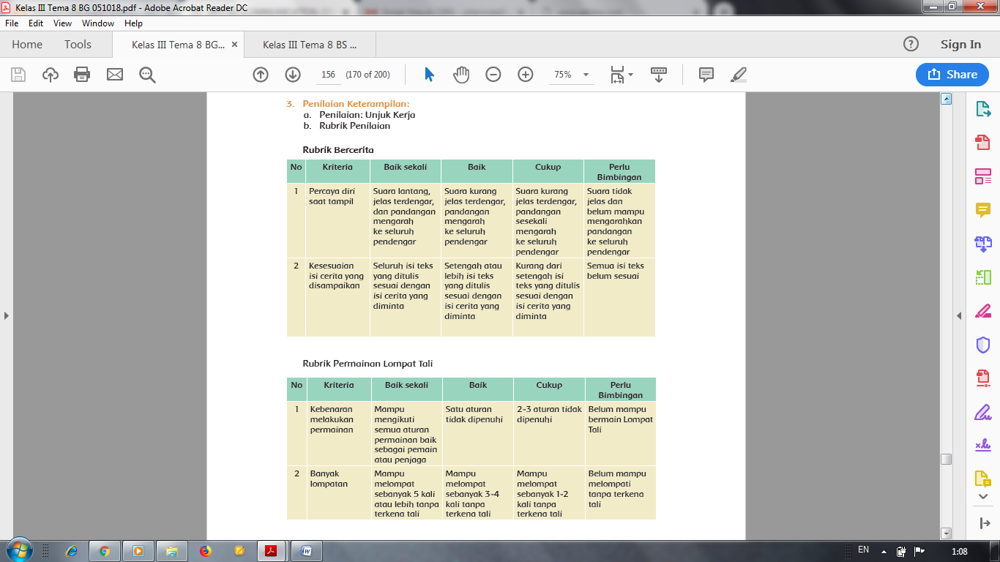 Kelas III Tema 8 BG 051018.pdf - Adobe Acrobat Reader DC
File Edit View Window Help
Home Tools Kelas III Tema 8 BG... × Kelas III Tema 8 BS ... Sign In
156 (170 of 200) 75% Share
3. Penilaian Keterampilan:
a. Penilaian: Unjuk Kerja
b. Rubrik Penilaian
Rubrik Bercerita
No Kriteria Baik sekali Baik Cukup Perlu
Bimbingan
1 Percaya diri
saat tampil
Suara lantang,
jelas terdengar,
dan pandangan
mengarah
ke seluruh
pendengar
Suara kurang
jelas terdengar,
pandangan
mengarah
ke seluruh
pendengar
Suara kurang
jelas terdengar,
pandangan
sesekali
mengarah
ke seluruh
pendengar
Suara tidak
jelas dan
belum mampu
mengarahkan
pandangan
ke seluruh
pendengar
2 Kesesuaian
isi cerita yang
disampaikan
Seluruh isi teks
yang ditulis
sesuai dengan
isi cerita yang
diminta
Setengah atau
lebih isi teks
yang ditulis
sesuai dengan
isi cerita yang
diminta
Kurang dari
setengah isi
teks yang ditulis
sesuai dengan
isi cerita yang
diminta
Semua isi teks
belum sesuai
Rubrik Permainan Lompat Tali
No Kriteria Baik sekali Baik Cukup Perlu
Bimbingan
1 Kebenaran
melakukan
permainan
Mampu
mengikuti
semua aturan
permainan baik
sebagai pemain
atau penjaga
Satu aturan
tidak dipenuhi
2-3 aturan tidak
dipenuhi
Belum mampu
bermain Lompat
Tali
2 Banyak
lompatan
Mampu
melompat
sebanyak 5 kali
atau lebih tanpa
terkena tali
Mampu
melompat
sebanyak 3-4
kali tanpa
terkena tali
Mampu
melompat
sebanyak 1-2
kali tanpa
terkena tali
Belum mampu
melompati
tanpa terkena
tali
EN 1:08